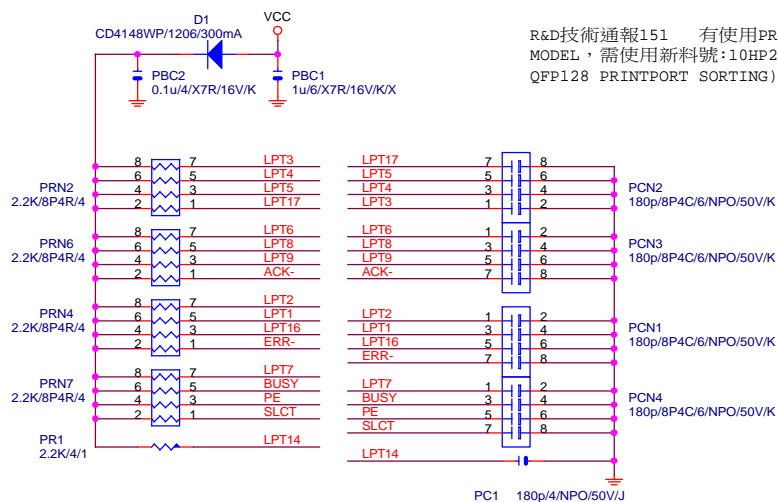 D1
CD4148WP/1206/300mA
VCC
R&D技術通報151 有使用PR
MODEL，需使用新料號:10HP2
QFP128 PRINTPORT SORTING)
PBC2
0.1u/4/X7R/16V/K
PBC1
1u/6/X7R/16V/K/X
PRN2
2.2K/8P4R/4
8 7 LPT3
6 5 LPT4
4 3 LPT5
2 1 LPT17
LPT17 7 8
LPT5 5 6
LPT4 3 4
LPT3 1 2
PCN2
180p/8P4C/6/NPO/50V/K
PRN6
2.2K/8P4R/4
8 7 LPT6
6 5 LPT8
4 3 LPT9
2 1 ACK-
LPT6 1 2
LPT8 3 4
LPT9 5 6
ACK- 7 8
PCN3
180p/8P4C/6/NPO/50V/K
PRN4
2.2K/8P4R/4
8 7 LPT2
6 5 LPT1
4 3 LPT16
2 1 ERR-
LPT2 1 2
LPT1 3 4
LPT16 5 6
ERR- 7 8
PCN1
180p/8P4C/6/NPO/50V/K
PRN7
2.2K/8P4R/4
8 7 LPT7
6 5 BUSY
4 3 PE
2 1 SLCT
LPT7 1 2
BUSY 3 4
PE 5 6
SLCT 7 8
PCN4
180p/8P4C/6/NPO/50V/K
PR1
2.2K/4/1
LPT14
LPT14
PC1 180p/4/NPO/50V/J